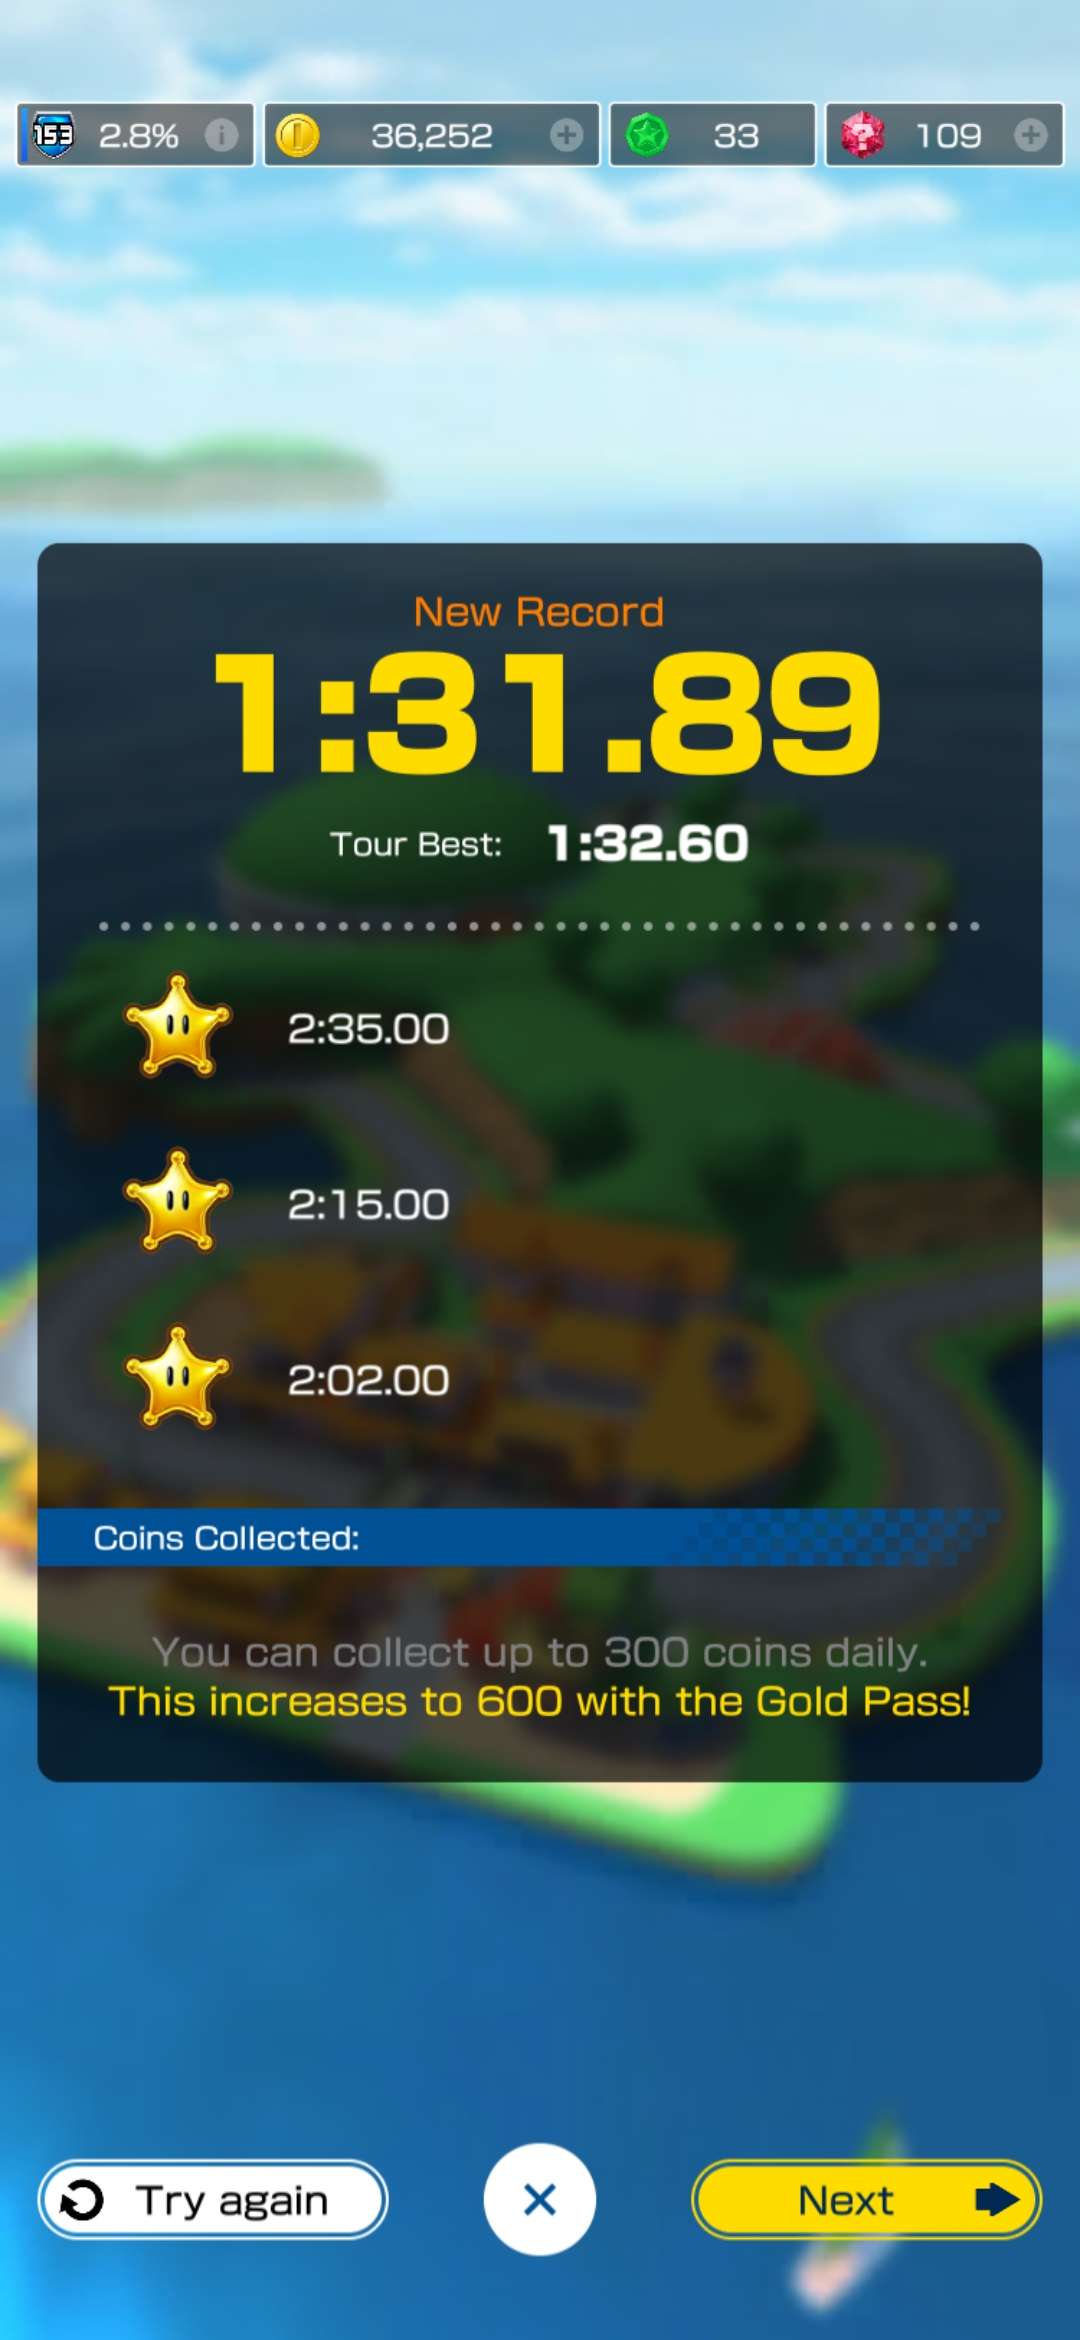 153 2.8% i 36,252 + 33 ? 109 +
New Record
1:31.89
Tour Best: 1:32.60
2:35.00
2:15.00
2:02.00
Coins Collected:
You can collect up to 300 coins daily.
This increases to 600 with the Gold Pass!
Try again × Next